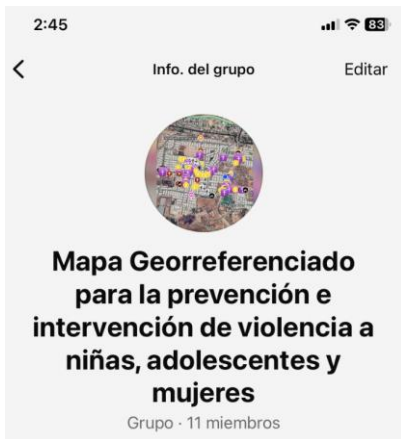 2:45
83
Info. del grupo
Editar
Mapa Georreferenciado
para la prevención e
intervención de violencia a
niñas, adolescentes y
mujeres
Grupo · 11 miembros